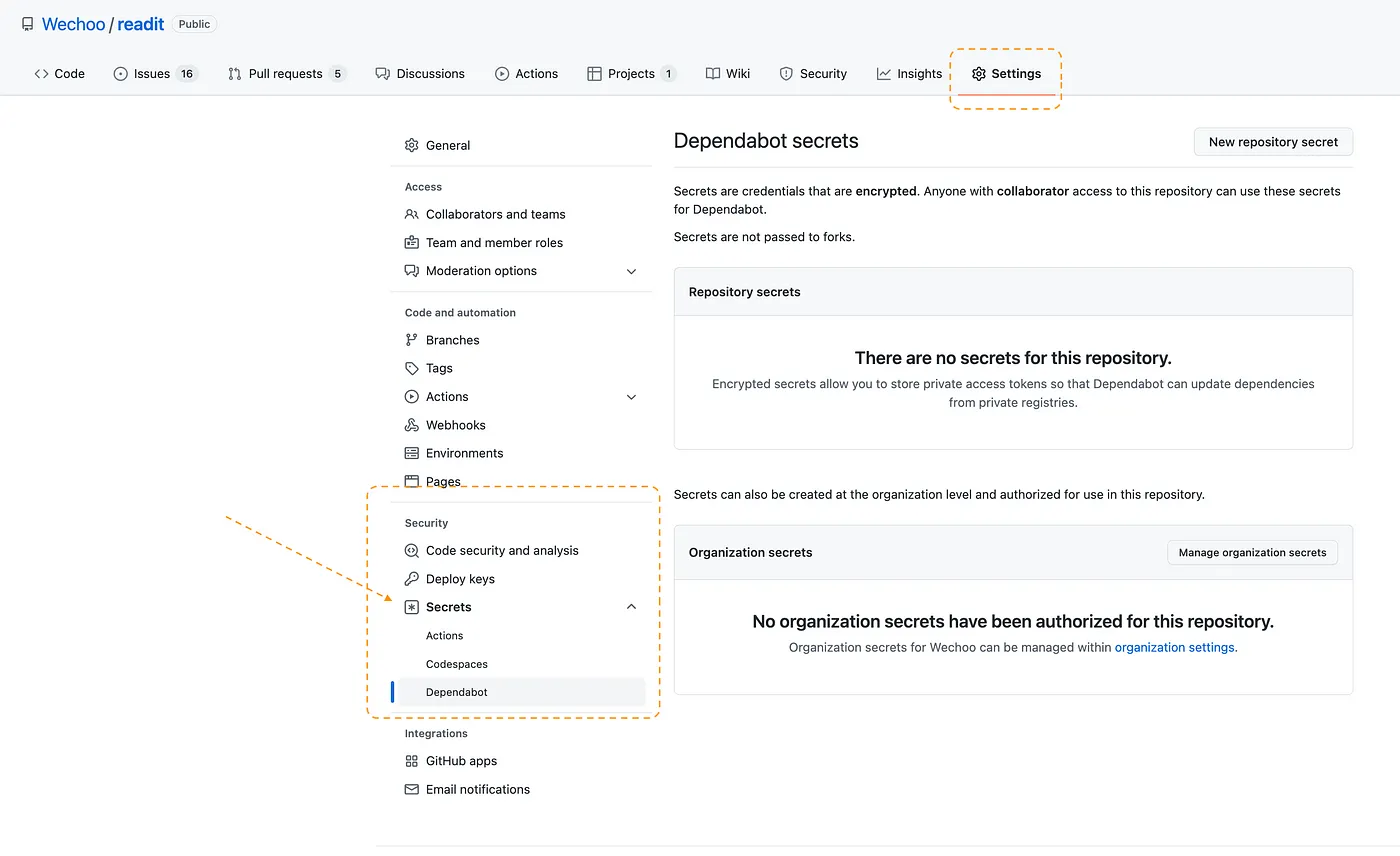 Wechoo / readit Public
Code Issues 16 Pull requests 5 Discussions Actions Projects 1 Wiki Security Insights Settings
General
Access
Collaborators and teams
Team and member roles
Moderation options
Code and automation
Branches
Tags
Actions
Webhooks
Environments
Pages
Security
Code security and analysis
Deploy keys
Secrets
Actions
Codespaces
Dependabot
Integrations
GitHub apps
Email notifications
Dependabot secrets
New repository secret
Secrets are credentials that are encrypted. Anyone with collaborator access to this repository can use these secrets
for Dependabot.
Secrets are not passed to forks.
Repository secrets
There are no secrets for this repository.
Encrypted secrets allow you to store private access tokens so that Dependabot can update dependencies
from private registries.
Secrets can also be created at the organization level and authorized for use in this repository.
Organization secrets
Manage organization secrets
No organization secrets have been authorized for this repository.
Organization secrets for Wechoo can be managed within organization settings.